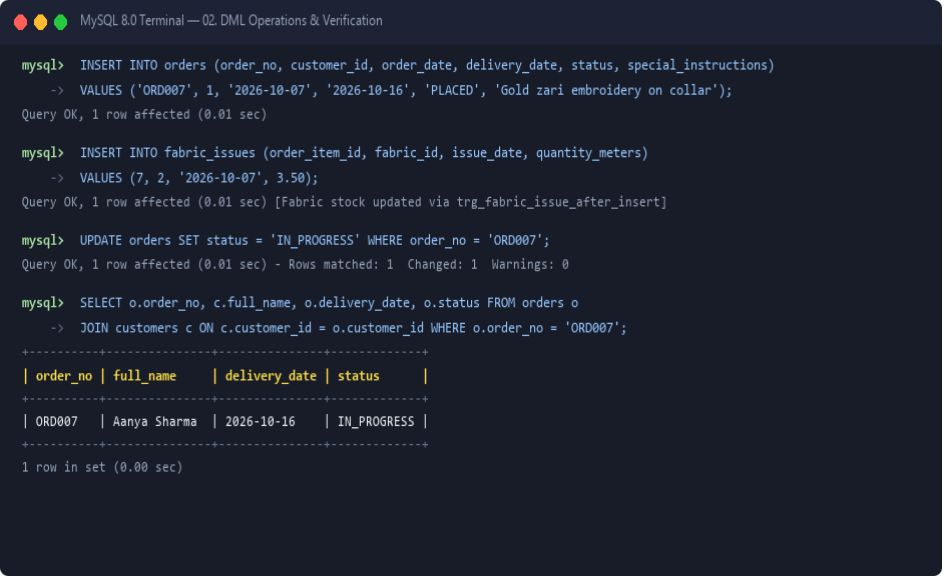 MySQL 8.0 Terminal — 02. DML Operations & Verification
mysql> INSERT INTO orders (order_no, customer_id, order_date, delivery_date, status, special_instructions)
-> VALUES ('ORD007', 1, '2026-10-07', '2026-10-16', 'PLACED', 'Gold zari embroidery on collar');
Query OK, 1 row affected (0.01 sec)
mysql> INSERT INTO fabric_issues (order_item_id, fabric_id, issue_date, quantity_meters)
-> VALUES (7, 2, '2026-10-07', 3.50);
Query OK, 1 row affected (0.01 sec) [Fabric stock updated via trg_fabric_issue_after_insert]
mysql> UPDATE orders SET status = 'IN_PROGRESS' WHERE order_no = 'ORD007';
Query OK, 1 row affected (0.01 sec) - Rows matched: 1  Changed: 1  Warnings: 0
mysql> SELECT o.order_no, c.full_name, o.delivery_date, o.status FROM orders o
-> JOIN customers c ON c.customer_id = o.customer_id WHERE o.order_no = 'ORD007';
+----------+---------------+---------------+-------------+
| order_no | full_name     | delivery_date | status      |
+----------+---------------+---------------+-------------+
| ORD007   | Aanya Sharma  | 2026-10-16    | IN_PROGRESS |
+----------+---------------+---------------+-------------+
1 row in set (0.00 sec)